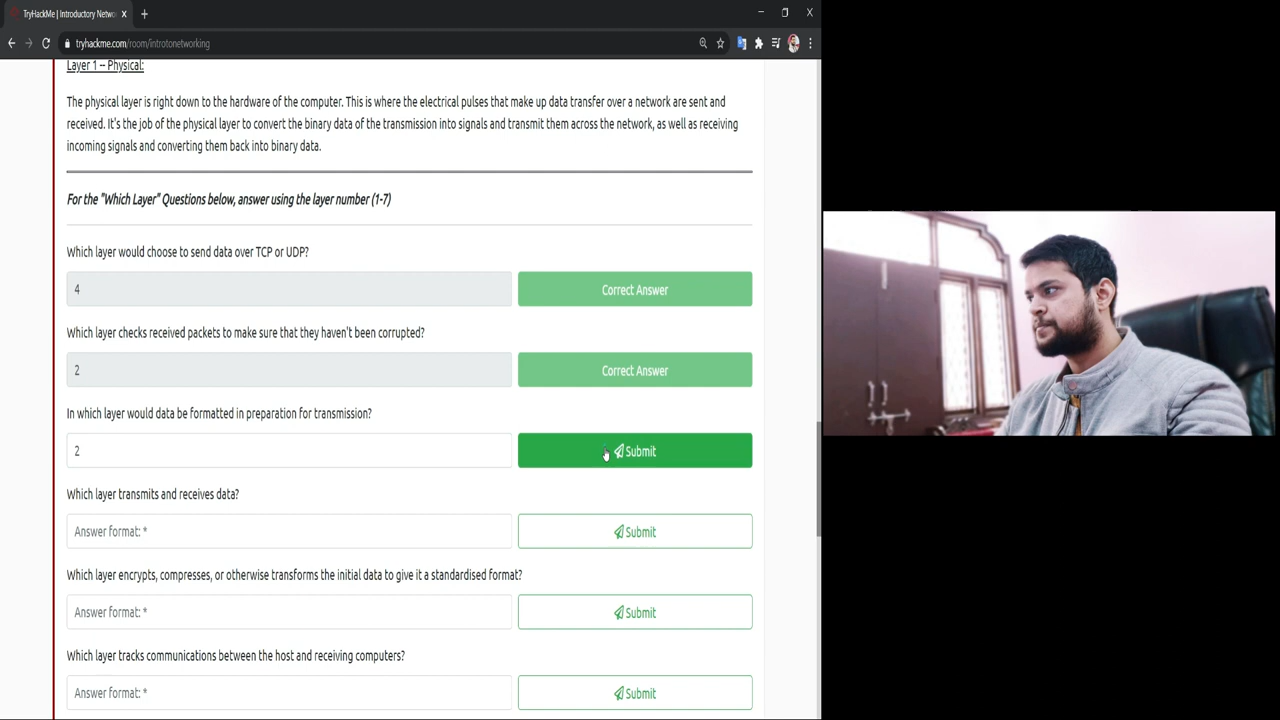 TryHackMe | Introductory Netwo
tryhackme.com/room/introtonetworking
Layer 1 -- Physical:
The physical layer is right down to the hardware of the computer. This is where the electrical pulses that make up data transfer over a network are sent and
received. It's the job of the physical layer to convert the binary data of the transmission into signals and transmit them across the network, as well as receiving
incoming signals and converting them back into binary data.
For the "Which Layer" Questions below, answer using the layer number (1-7)
Which layer would choose to send data over TCP or UDP?
4
Correct Answer
Which layer checks received packets to make sure that they haven't been corrupted?
2
Correct Answer
In which layer would data be formatted in preparation for transmission?
2
Submit
Which layer transmits and receives data?
Answer format: *
Submit
Which layer encrypts, compresses, or otherwise transforms the initial data to give it a standardised format?
Answer format: *
Submit
Which layer tracks communications between the host and receiving computers?
Answer format: *
Submit